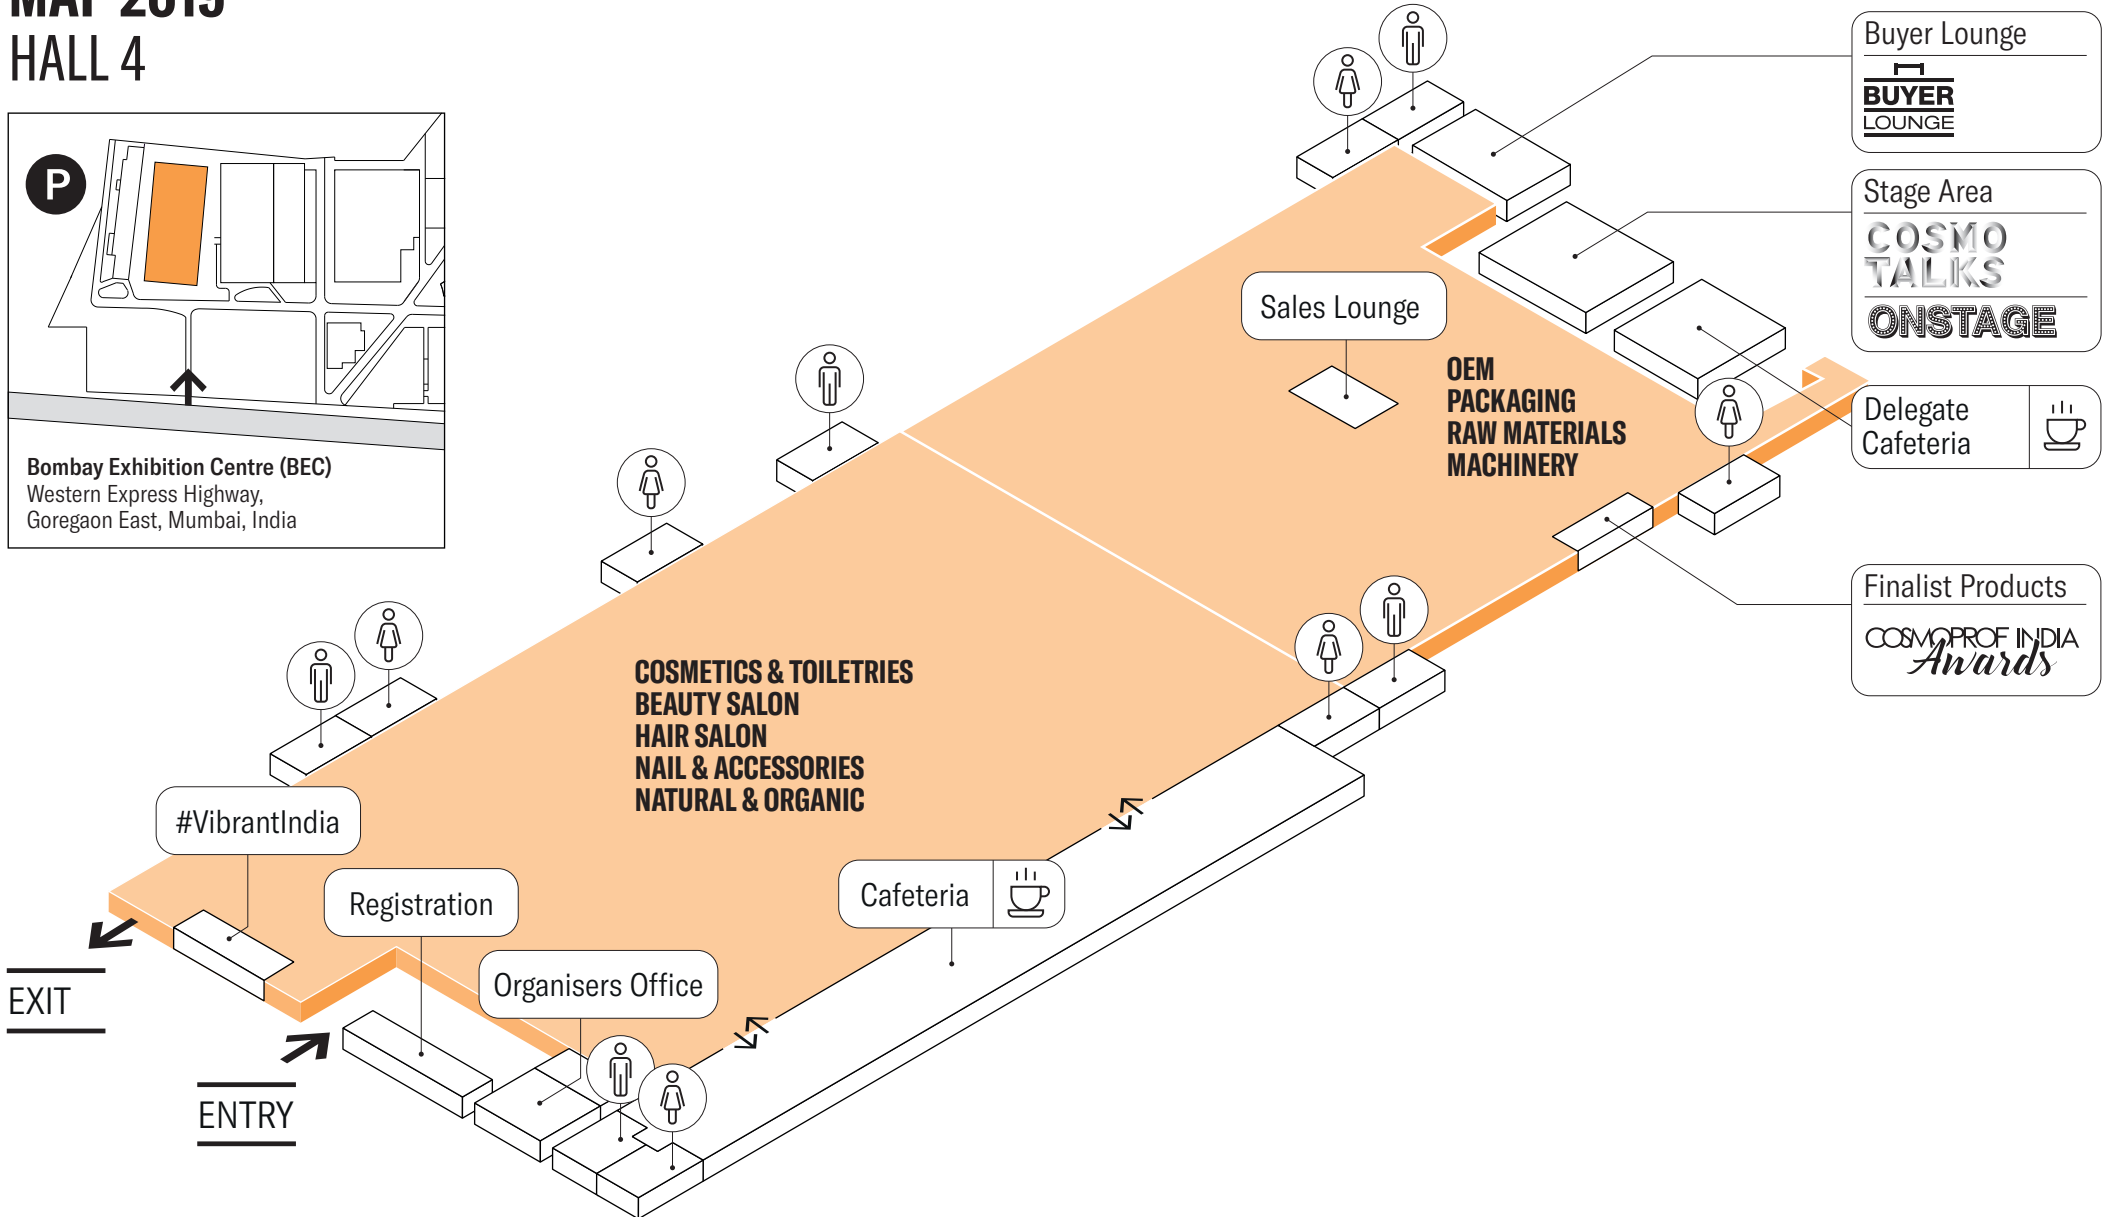 MAP 2019
HALL 4
P
Bombay Exhibition Centre (BEC)
Western Express Highway,
Goregaon East, Mumbai, India
Buyer Lounge
BUYER
LOUNGE
Stage Area
COSMO
TALKS
ONSTAGE
Sales Lounge
OEM
PACKAGING
RAW MATERIALS
MACHINERY
Delegate
Cafeteria
Finalist Products
COSMOPROF INDIA
Awards
COSMETICS & TOILETRIES
BEAUTY SALON
HAIR SALON
NAIL & ACCESSORIES
NATURAL & ORGANIC
#VibrantIndia
Registration
Cafeteria
Organisers Office
EXIT
ENTRY